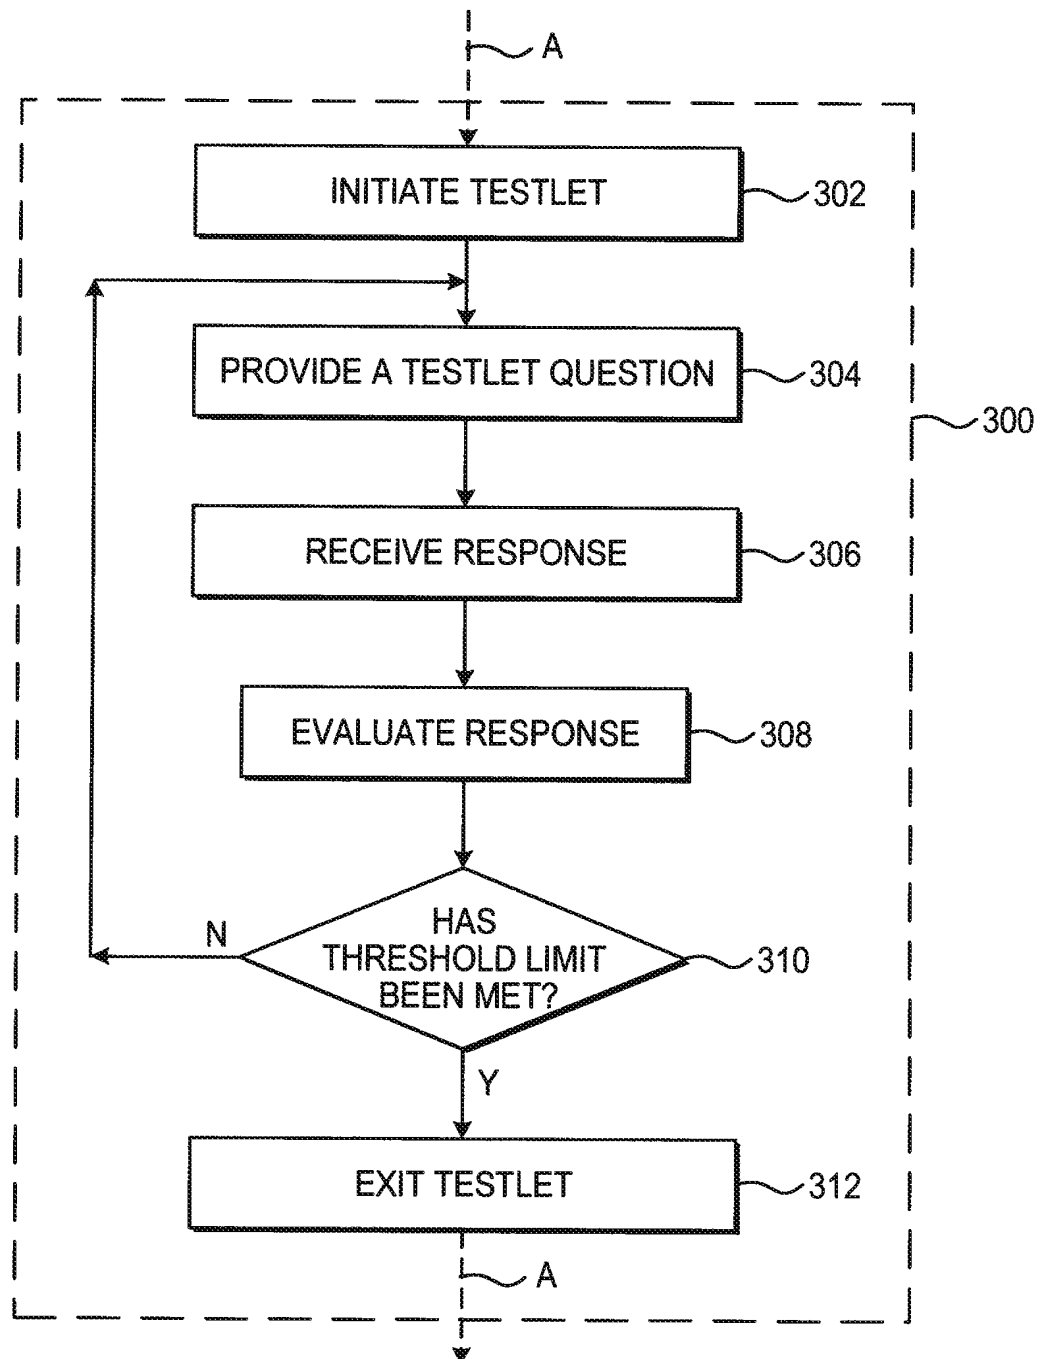 A
INITIATE TESTLET
302
PROVIDE A TESTLET QUESTION
304
300
RECEIVE RESPONSE
306
EVALUATE RESPONSE
308
N
HAS
THRESHOLD LIMIT
BEEN MET?
310
Y
EXIT TESTLET
312
A